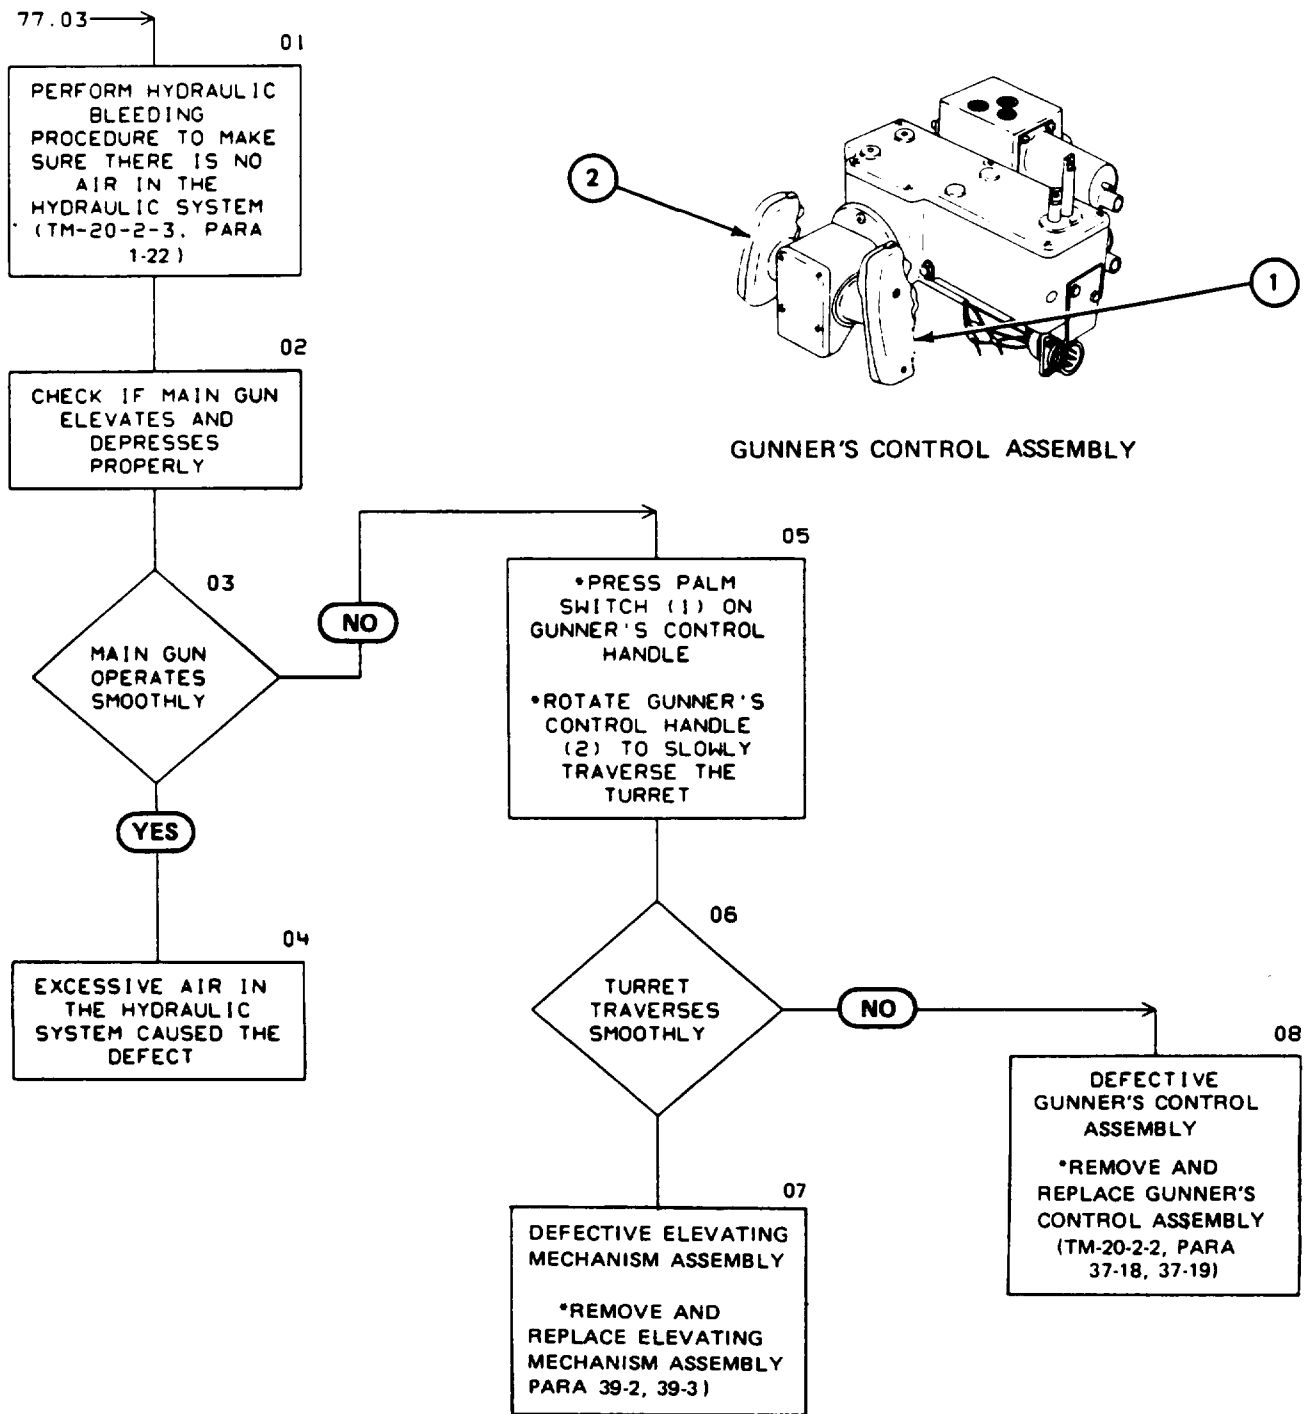 77.03
01
PERFORM HYDRAULIC
BLEEDING
PROCEDURE TO MAKE
SURE THERE IS NO
AIR IN THE
HYDRAULIC SYSTEM
(TM-20-2-3, PARA
1-22)
2
1
GUNNER'S CONTROL ASSEMBLY
02
CHECK IF MAIN GUN
ELEVATES AND
DEPRESSES
PROPERLY
03
MAIN GUN
OPERATES
SMOOTHLY
NO
YES
04
EXCESSIVE AIR IN
THE HYDRAULIC
SYSTEM CAUSED THE
DEFECT
05
*PRESS PALM
SWITCH (1) ON
GUNNER'S CONTROL
HANDLE
*ROTATE GUNNER'S
CONTROL HANDLE
(2) TO SLOWLY
TRAVERSE THE
TURRET
06
TURRET
TRAVERSES
SMOOTHLY
NO
07
DEFECTIVE ELEVATING
MECHANISM ASSEMBLY
*REMOVE AND
REPLACE ELEVATING
MECHANISM ASSEMBLY
PARA 39-2, 39-3)
08
DEFECTIVE
GUNNER'S CONTROL
ASSEMBLY
*REMOVE AND
REPLACE GUNNER'S
CONTROL ASSEMBLY
(TM-20-2-2, PARA
37-18, 37-19)